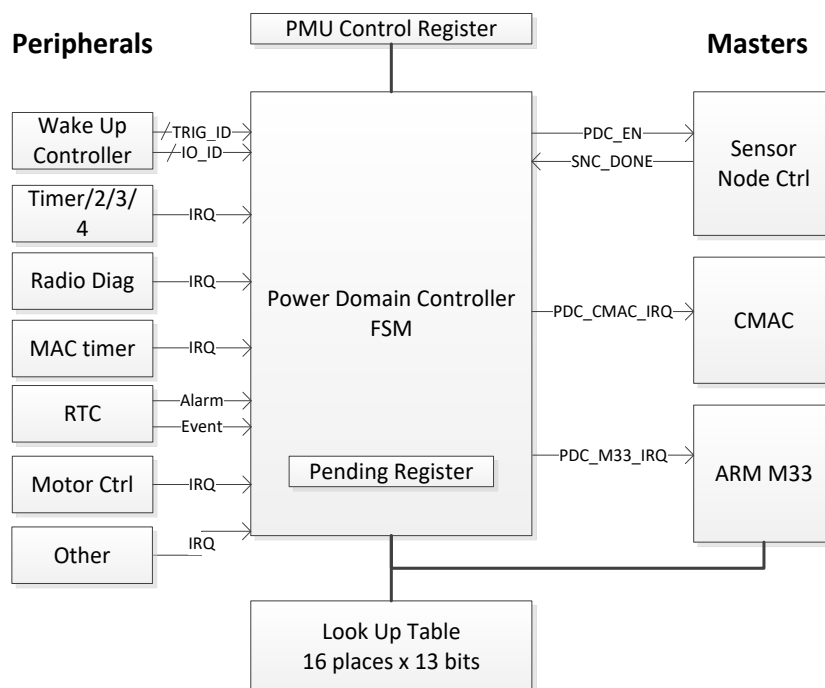 Peripherals
PMU Control Register
Masters
Wake Up
Controller
TRIG_ID
IO_ID
Timer/2/3/
4
IRQ
Radio Diag
IRQ
MAC timer
IRQ
RTC
Alarm
Event
Motor Ctrl
IRQ
Other
IRQ
Power Domain Controller
FSM
Pending Register
PDC_EN
SNC_DONE
Sensor
Node Ctrl
PDC_CMAC_IRQ
CMAC
PDC_M33_IRQ
ARM M33
Look Up Table
16 places x 13 bits